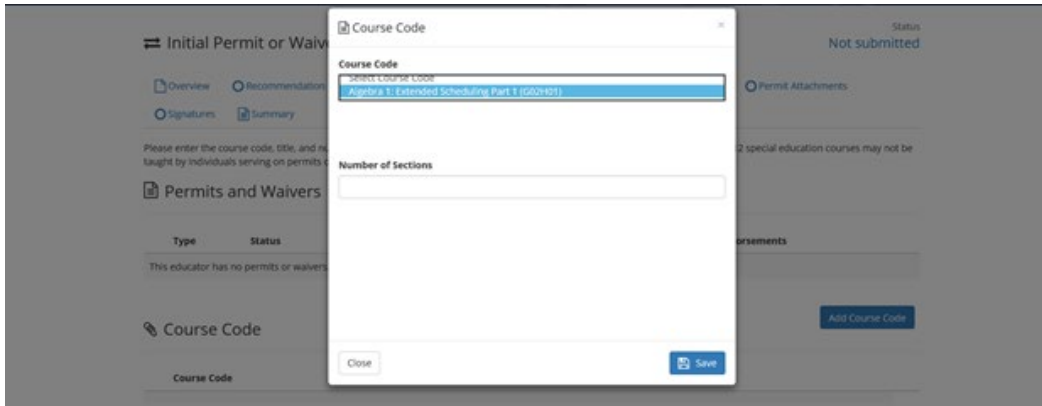 Initial Permit or Waiv
Status
Not submitted
Overview
Recommendation
Permit Attachments
Signatures
Summary
Please enter the course code, title, and nu
2 special education courses may not be
taught by individuals serving on permits
Permits and Waivers
Type Status
orsements
This educator has no permits or waivers
Course Code
Add Course Code
Course Code
Course Code
×
Course Code
Select Course Code
Algebra 1: Extended Scheduling Part 1 (G02H01)
Number of Sections
Close
Save